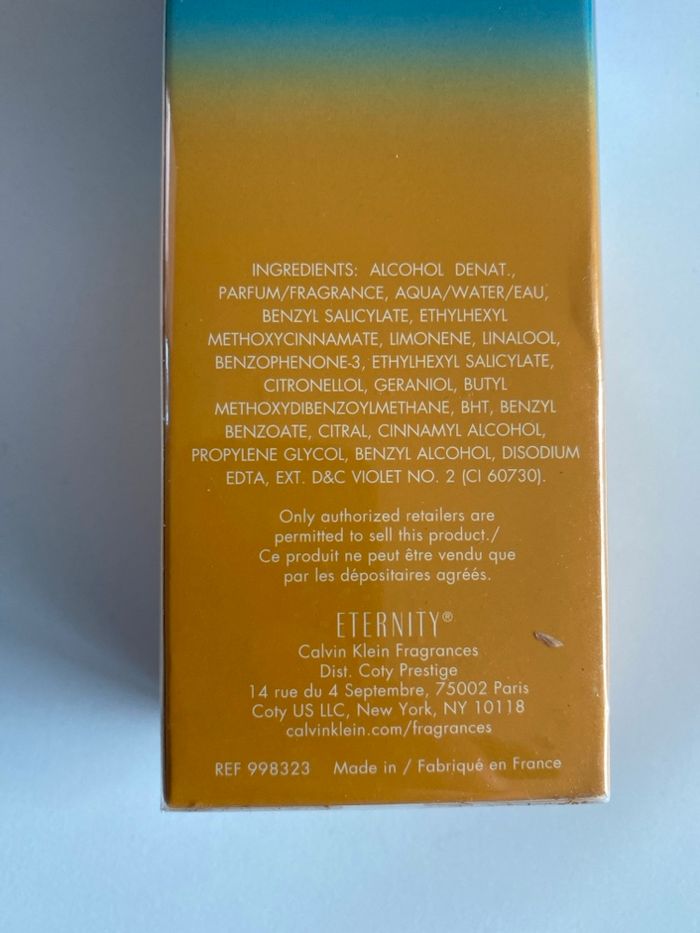 INGREDIENTS: ALCOHOL DENAT.,
PARFUM/FRAGRANCE, AQUA/WATER/EAU,
BENZYL SALICYLATE, ETHYLHEXYL
METHOXYCINNAMATE, LIMONENE, LINALOOL,
BENZOPHENONE-3, ETHYLHEXYL SALICYLATE,
CITRONELLOL, GERANIOL, BUTYL
METHOXYDIBENZOYLMETHANE, BHT, BENZYL
BENZOATE, CITRAL, CINNAMYL ALCOHOL,
PROPYLENE GLYCOL, BENZYL ALCOHOL, DISODIUM
EDTA, EXT. D&C VIOLET NO. 2 (CI 60730).
Only authorized retailers are
permitted to sell this product./
Ce produit ne peut être vendu que
par les dépositaires agréés.
ETERNITY®
Calvin Klein Fragrances
Dist. Coty Prestige
14 rue du 4 Septembre, 75002 Paris
Coty US LLC, New York, NY 10118
calvinklein.com/fragrances
REF 998323 Made in / Fabriqué en France